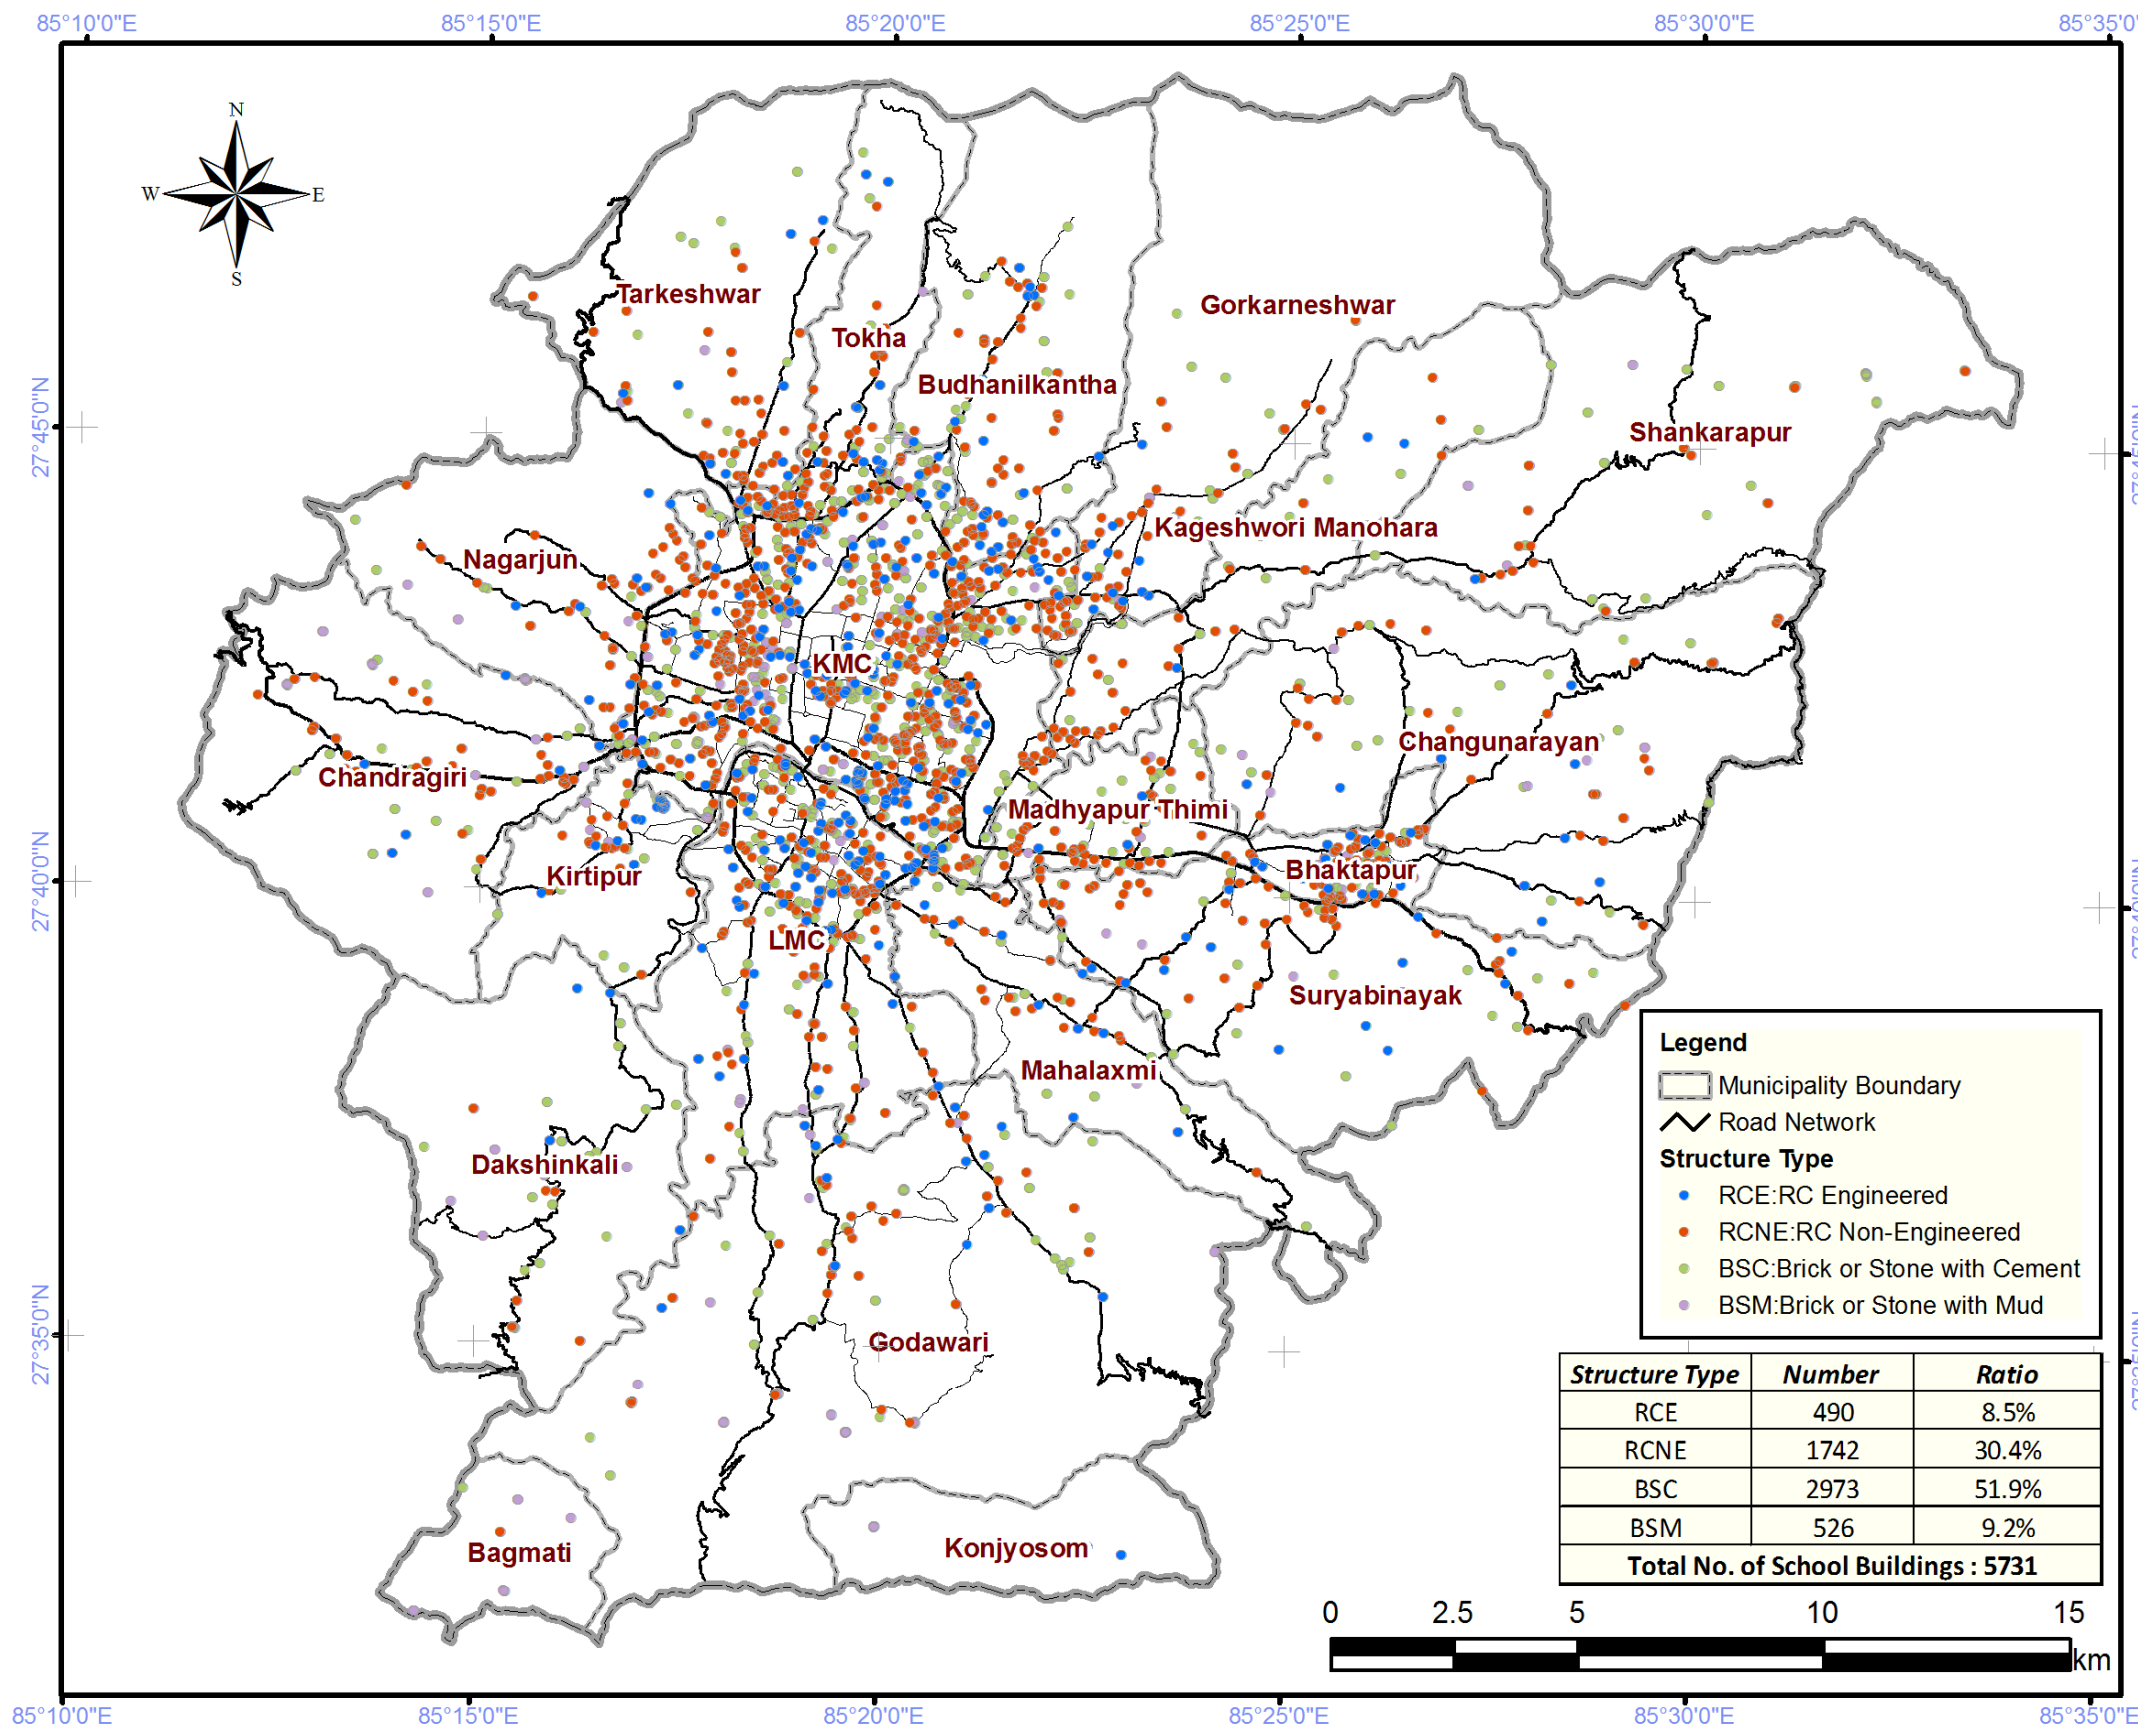 85°10'0"E 85°15'0"E 85°20'0"E 85°25'0"E 85°30'0"E 85°35'0"
N
W E
S
Tarkeshwar
Gorkarneshwar
Tokha
Budhanilkantha
27°45'0"N
Shankarapur
Kageshwori Manohara
Nagarjun
KMC
Changunarayan
Chandragiri
Madhyapur Thimi
Bhaktapur
Kirtipur
27°40'0"N
LMC
Suryabinayak
Mahalaxmi
Dakshinkali
Godawari
27°35'0"N
Konjyosom
Bagmati
Legend
Municipality Boundary
Road Network
Structure Type
RCE:RC Engineered
RCNE:RC Non-Engineered
BSC:Brick or Stone with Cement
BSM:Brick or Stone with Mud
Structure Type Number Ratio
RCE 490 8.5%
RCNE 1742 30.4%
BSC 2973 51.9%
BSM 526 9.2%
Total No. of School Buildings : 5731
0 2.5 5 10 15
km
85°10'0"E 85°15'0"E 85°20'0"E 85°25'0"E 85°30'0"E 85°35'0"E